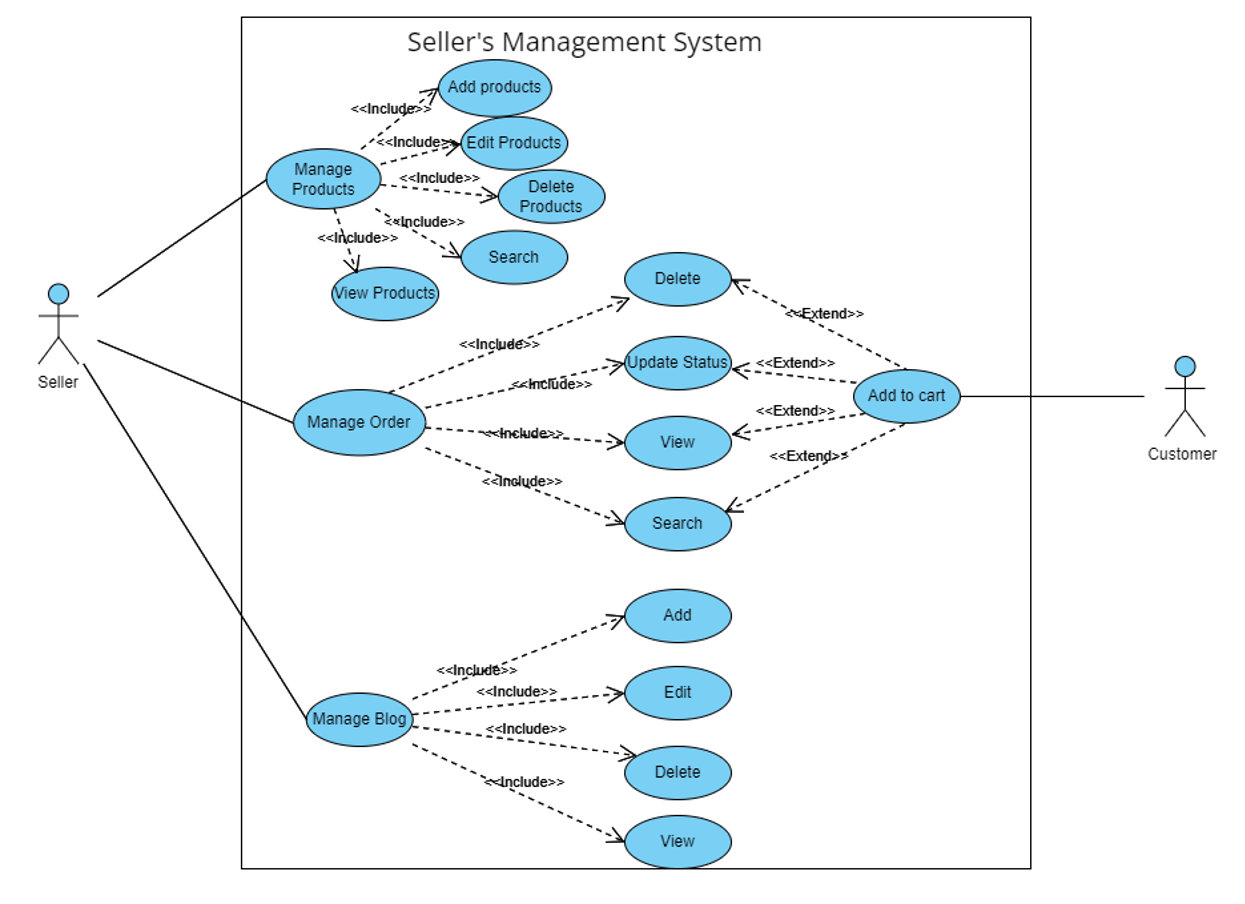 Seller's Management System
Add products
<<Include>>
<<Include>>
Edit Products
Manage
Products
<<Include>>
Delete
Products
<<Include>>
<<Include>>
Search
View Products
Delete
<<Extend>>
<<Include>>
Update Status
<<Extend>>
Seller
<<Include>>
Add to cart
<<Extend>>
Manage Order
<<Include>>
View
<<Extend>>
Customer
<<Include>>
Search
Add
<<Include>>
<<Include>>
Edit
Manage Blog
<<Include>>
Delete
<<Include>>
View